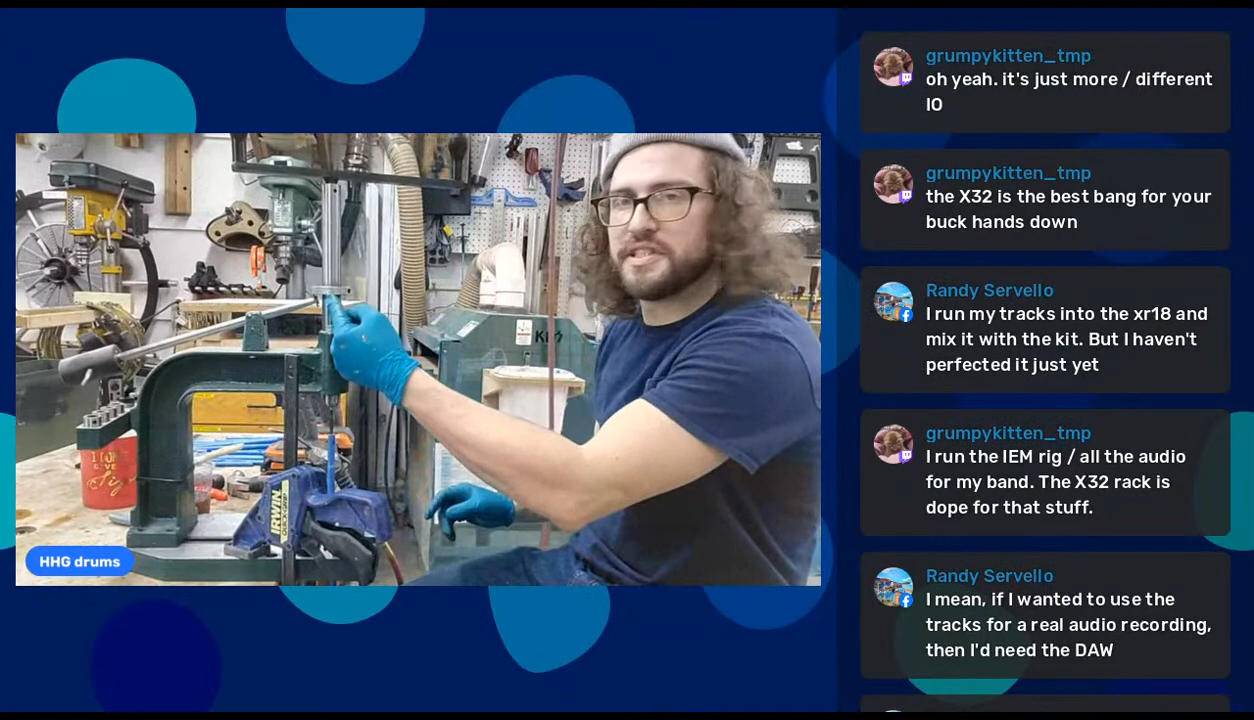 grumpykitten_tmp
oh yeah. it's just more / different
IO
grumpykitten_tmp
the X32 is the best bang for your
buck hands down
Randy Servello
I run my tracks into the xr18 and
mix it with the kit. But I haven't
perfected it just yet
grumpykitten_tmp
I run the IEM rig / all the audio
for my band. The X32 rack is
dope for that stuff.
Randy Servello
I mean, if I wanted to use the
tracks for a real audio recording,
then I'd need the DAW
IRWIN
HHG drums